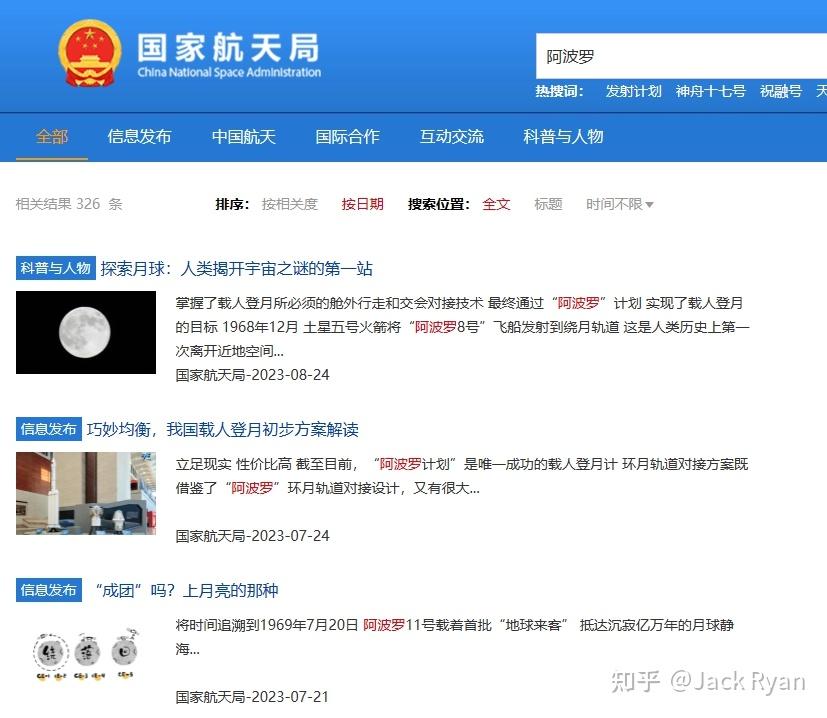 国家航天局
China National Space Administration
阿波罗
热搜词： 发射计划 神舟十七号 祝融号 天
全部 信息发布 中国航天 国际合作 互动交流 科普与人物
相关结果 326 条 排序： 按相关度 按日期 搜索位置： 全文 标题 时间不限
科普与人物 探索月球：人类揭开宇宙之谜的第一站
掌握了载人登月所必须的舱外行走和交会对接技术 最终通过“阿波罗”计划 实现了载人登月
的目标 1968年12月 土星五号火箭将“阿波罗8号”飞船发射到绕月轨道 这是人类历史上第一
次离开近地空间...
国家航天局-2023-08-24
信息发布 巧妙均衡，我国载人登月初步方案解读
立足现实 性价比高 截至目前，“阿波罗计划”是唯一成功的载人登月计 环月轨道对接方案既
借鉴了“阿波罗”环月轨道对接设计，又有很大...
国家航天局-2023-07-24
信息发布 “成团”吗？上月亮的那种
将时间追溯到1969年7月20日 阿波罗11号载着首批“地球来客” 抵达沉寂亿万年的月球静
海...
绕 落 回
国家航天局-2023-07-21
知乎 @Jack Ryan